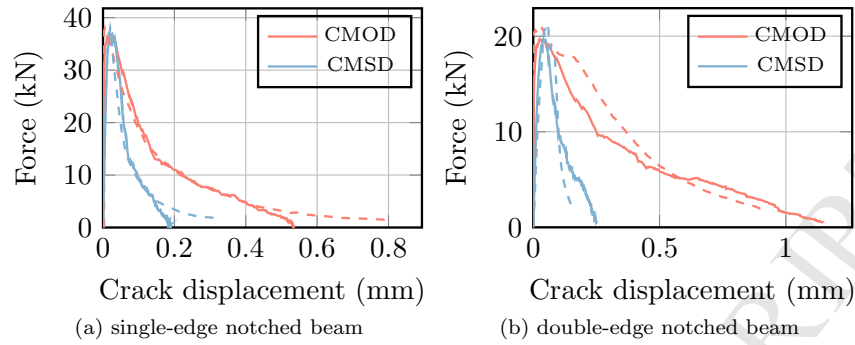 40
30
20
10
0
0
0.2
0.4
0.6
0.8
Force (kN)
CMOD
CMSD
Crack displacement (mm)
(a) single-edge notched beam
20
10
0
0
0.5
1
Force (kN)
CMOD
CMSD
Crack displacement (mm)
(b) double-edge notched beam